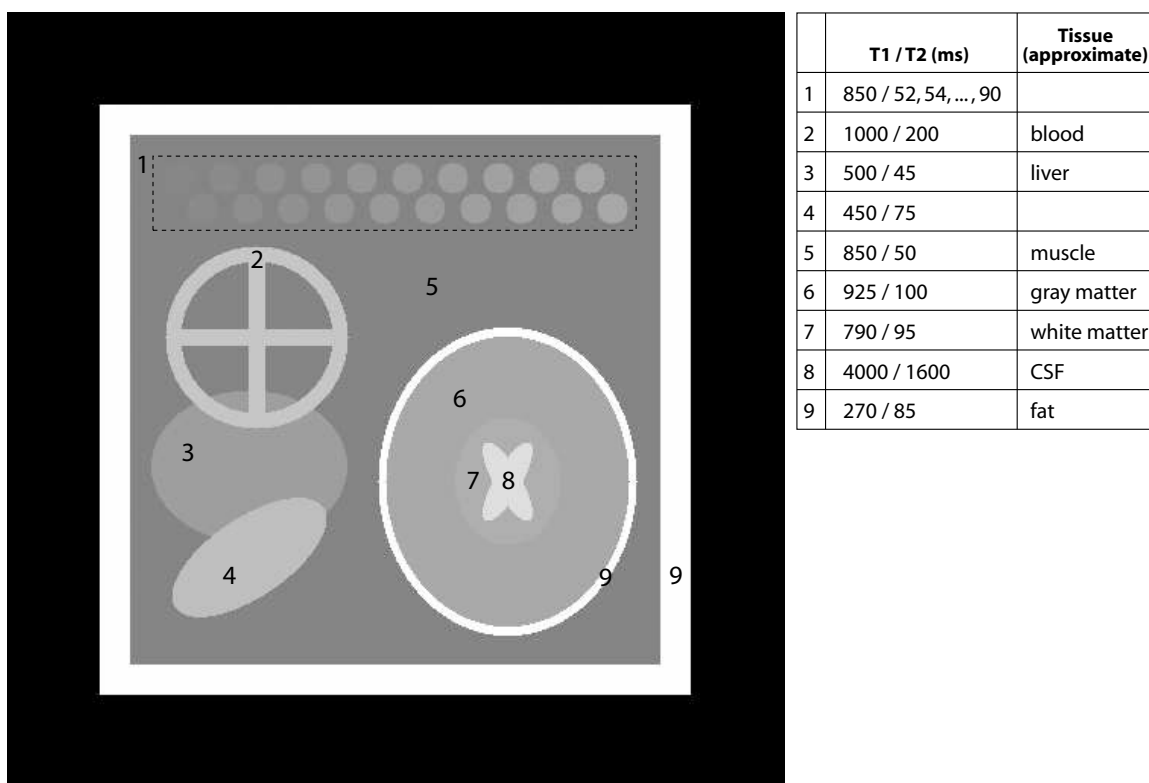 1
2
5
6
3
7 8
4
9 9
T1 / T2 (ms) Tissue (approximate)
1 850 / 52, 54, ..., 90
2 1000 / 200 blood
3 500 / 45 liver
4 450 / 75
5 850 / 50 muscle
6 925 / 100 gray matter
7 790 / 95 white matter
8 4000 / 1600 CSF
9 270 / 85 fat